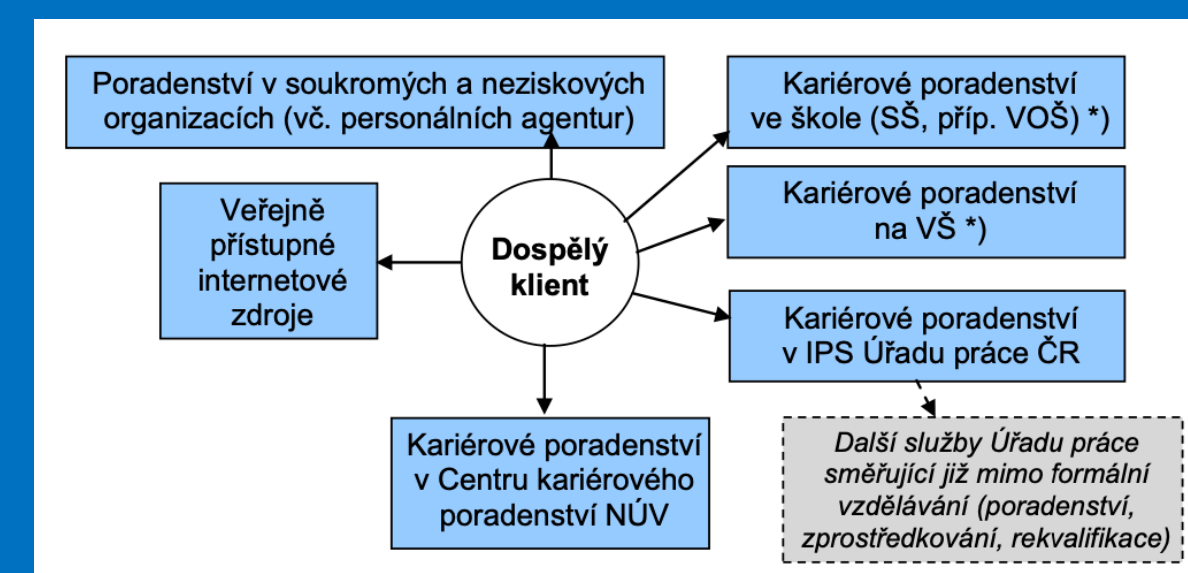 Poradenství v soukromých a neziskových
organizacích (vč. personálních agentur)
Kariérové poradenství
ve škole (SŠ, příp. VOŠ) *)
Veřejně
přístupné
internetové
zdroje
Dospělý
klient
Kariérové poradenství
na VŠ *)
Kariérové poradenství
v IPS Úřadu práce ČR
Kariérové poradenství
v Centru kariérového
poradenství NÚV
Další služby Úřadu práce
směřující již mimo formální
vzdělávání (poradenství,
zprostředkování, rekvalifikace)